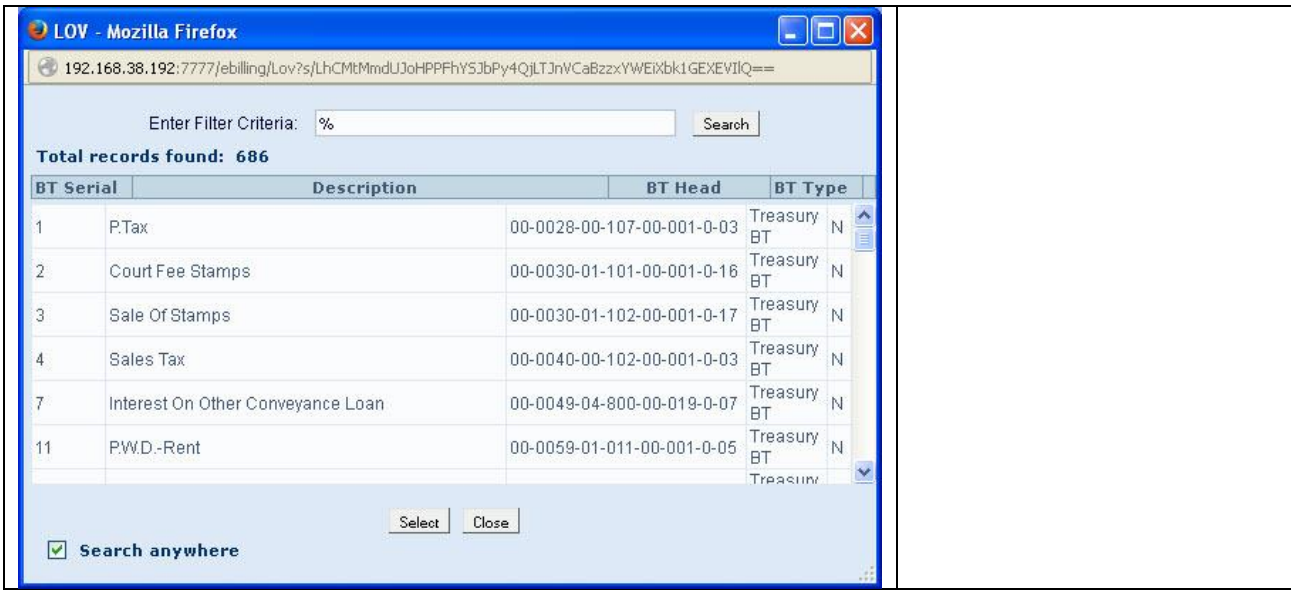 LOV - Mozilla Firefox
192.168.38.192:7777/ebilling/Lov?s/LhCMtMmdUJoHPPFhYSJbPy4QjLTJnVCaBzzxYWEiXbk1GEXEVIlQ==
Enter Filter Criteria: % Search
Total records found: 686
BT Serial Description BT Head BT Type
1 P.Tax 00-0028-00-107-00-001-0-03 Treasury BT N
2 Court Fee Stamps 00-0030-01-101-00-001-0-16 Treasury BT N
3 Sale Of Stamps 00-0030-01-102-00-001-0-17 Treasury BT N
4 Sales Tax 00-0040-00-102-00-001-0-03 Treasury BT N
7 Interest On Other Conveyance Loan 00-0049-04-800-00-019-0-07 Treasury BT N
11 P.W.D.-Rent 00-0059-01-011-00-001-0-05 Treasury BT N
Treasury
Select Close
Search anywhere